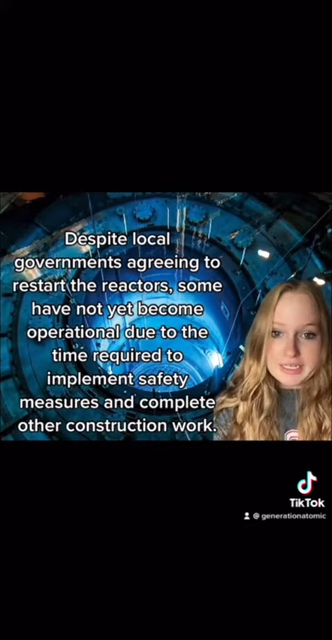 Despite local
governments agreeing to
restart the reactors, some
have not yet become
operational due to the
time required to
implement safety
measures and complete
other construction work.
TikTok
@ generationatomic